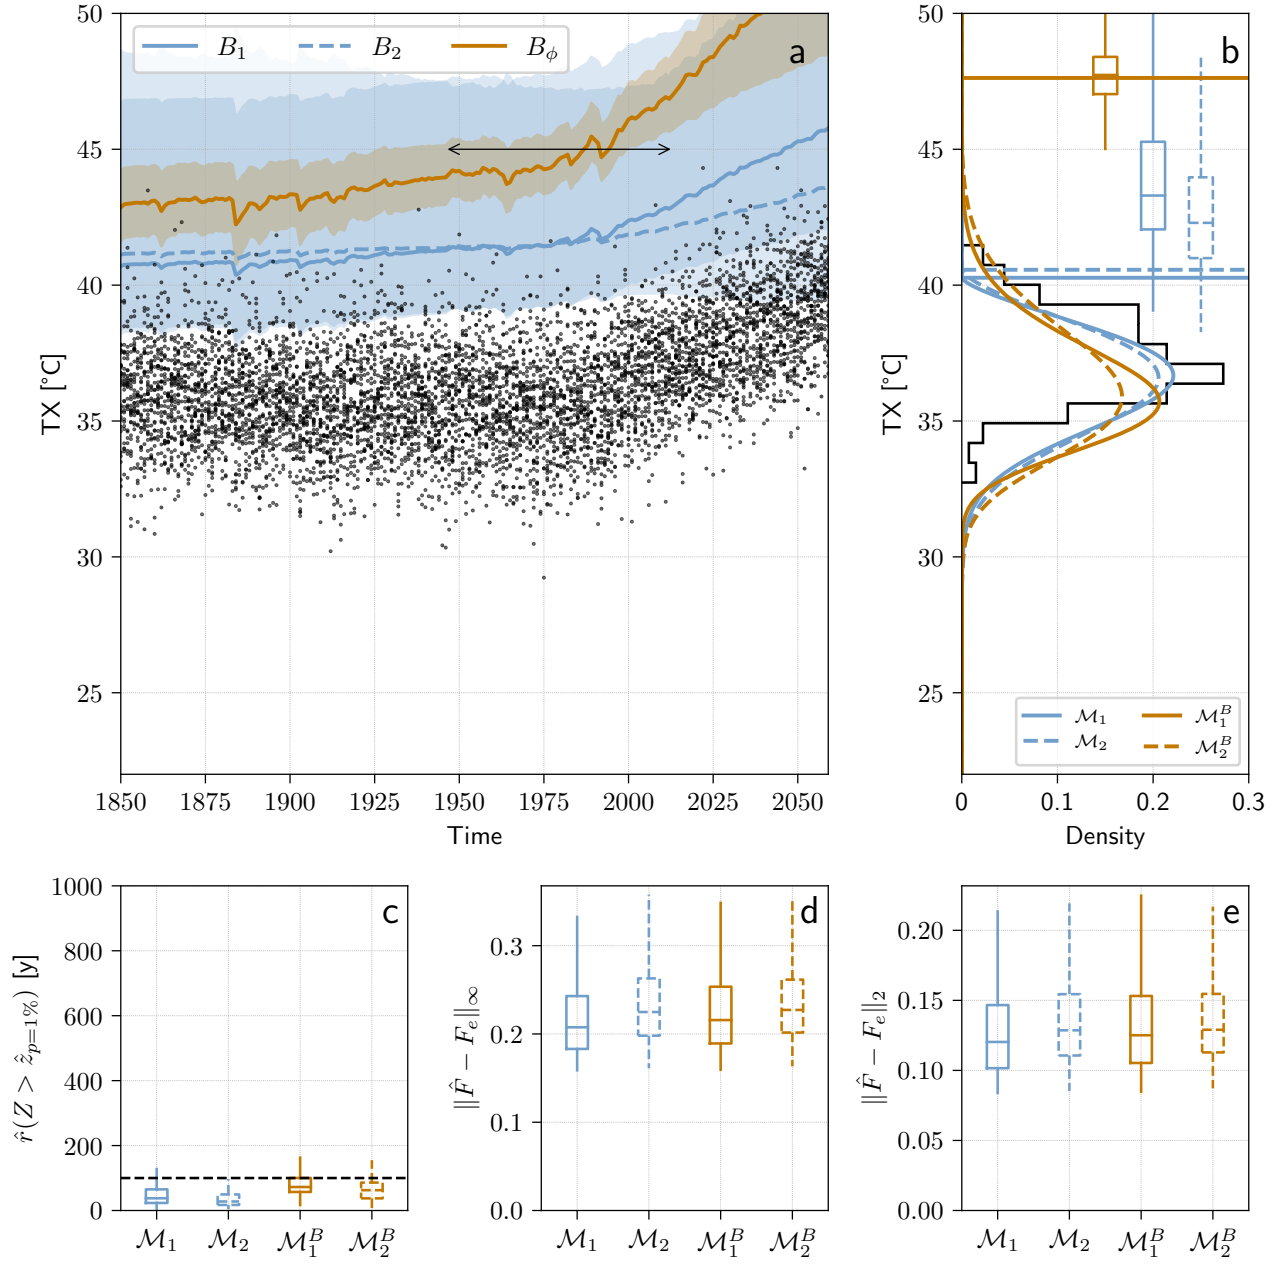 a
B₁ B₂ B_ϕ
50
45
40
35
30
25
TX [°C]
1850 1875 1900 1925 1950 1975 2000 2025 2050
Time
b
50
45
40
35
30
25
TX [°C]
ℳ₁ ℳ₁ᴮ
ℳ₂ ℳ₂ᴮ
0 0.1 0.2 0.3
Density
c
1000
800
600
400
200
0
r̂(Z > ẑ_{p=1%}) [y]
ℳ₁ ℳ₂ ℳ₁ᴮ ℳ₂ᴮ
d
0.3
0.2
0.1
0.0
||F̂ − F_e||_∞
ℳ₁ ℳ₂ ℳ₁ᴮ ℳ₂ᴮ
e
0.20
0.15
0.10
0.05
0.00
||F̂ − F_e||₂
ℳ₁ ℳ₂ ℳ₁ᴮ ℳ₂ᴮ